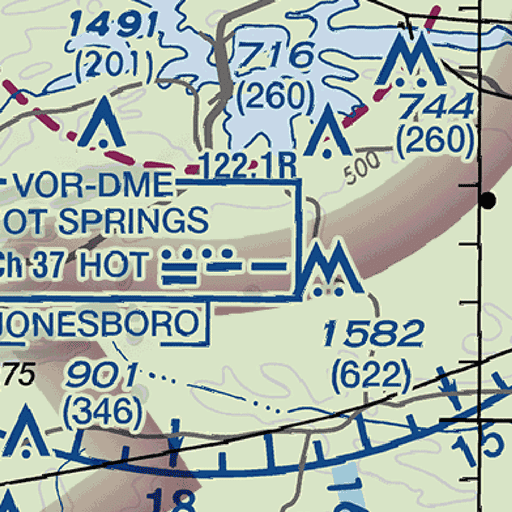 1491
(201)
716
(260)
744
(260)
122.1R
500
VOR-DME
OT SPRINGS
Ch 37 HOT
JONESBORO
1582
(622)
75
901
(346)
15
18